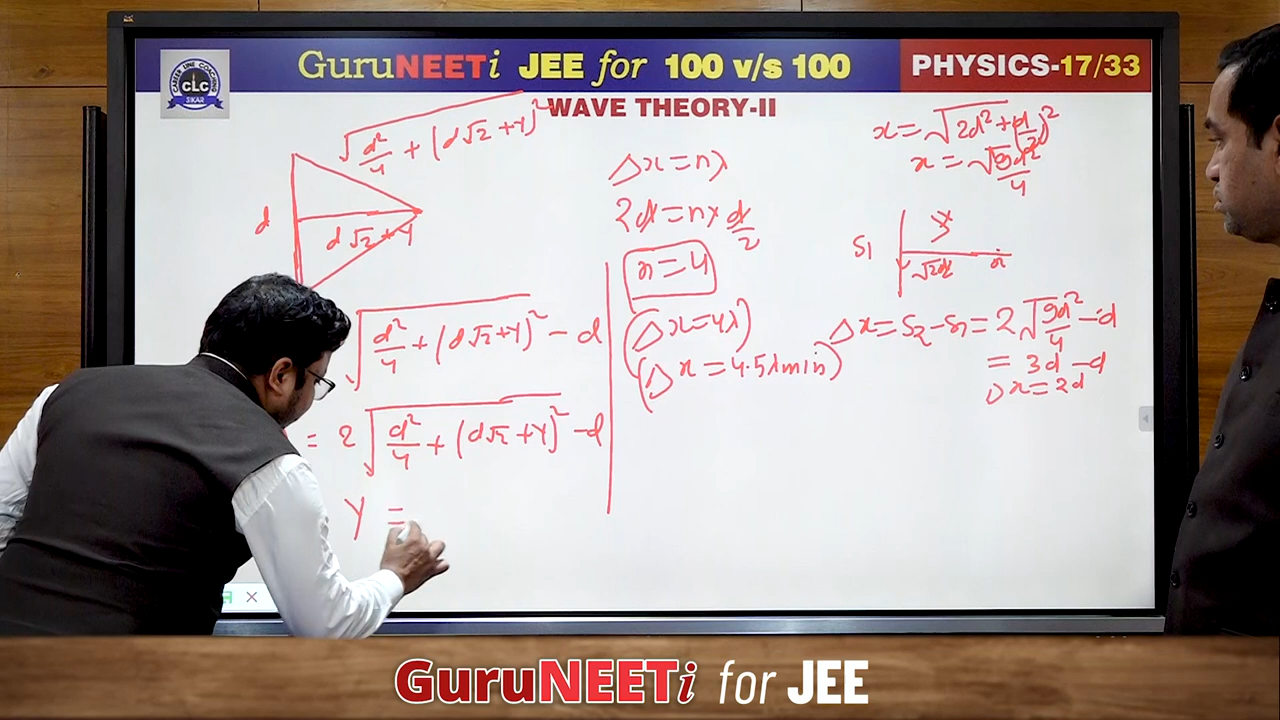 GuruNEETi JEE for 100 v/s 100
PHYSICS-17/33
CAREER LINE COACHING
CLC
SIKAR
WAVE THEORY-II
√(d²/4 + (d√2+y)²)
d
d√2+y
√(d²/4 + (d√2+y)²) - d
= 2√(d²/4 + (d√2+y)²) - d
y =
Δx = nλ
2d = n × d/2
n = 4
(Δx = 4λ)
(Δx = 4.5λ min)
x = √(2d² + (d/2)²)
x = √(9d²/4)
S1
√2d
Δx = S2 - S1 = 2√(9d²/4) - d
= 3d - d
Δx = 2d
GuruNEETi for JEE